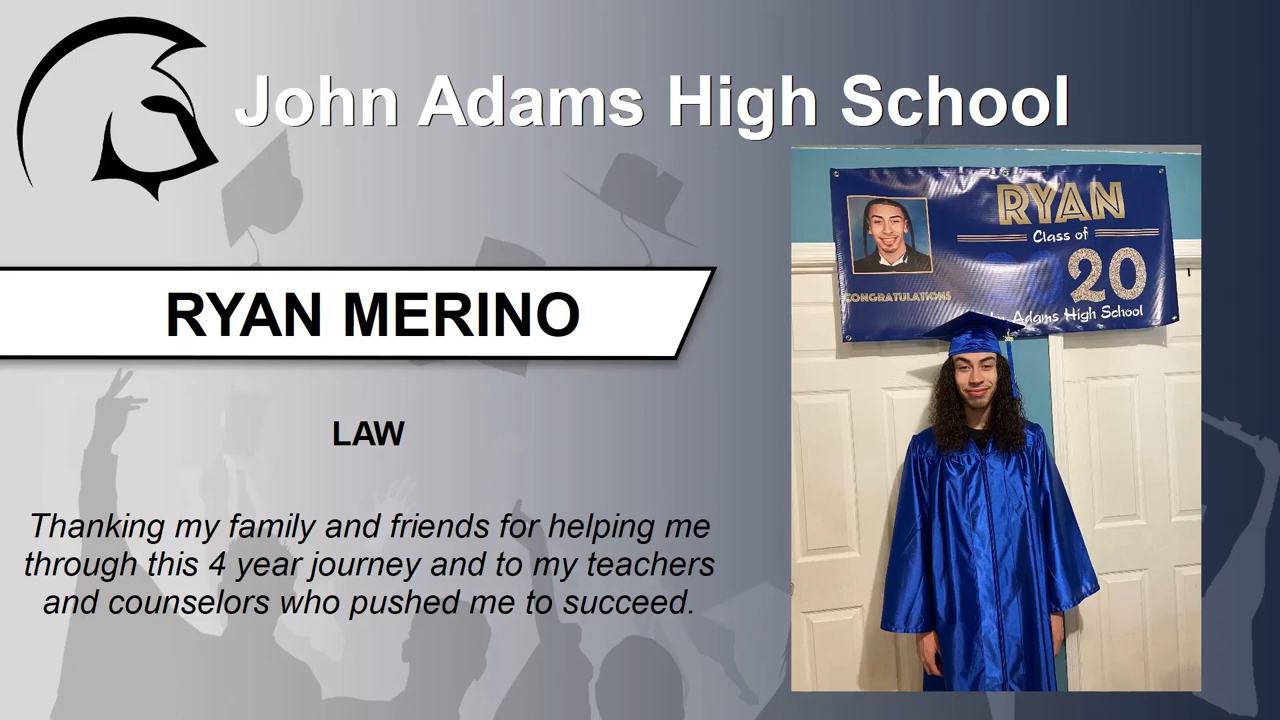 John Adams High School
RYAN MERINO
LAW
Thanking my family and friends for helping me
through this 4 year journey and to my teachers
and counselors who pushed me to succeed.
RYAN
Class of
20
CONGRATULATIONS
Adams High School